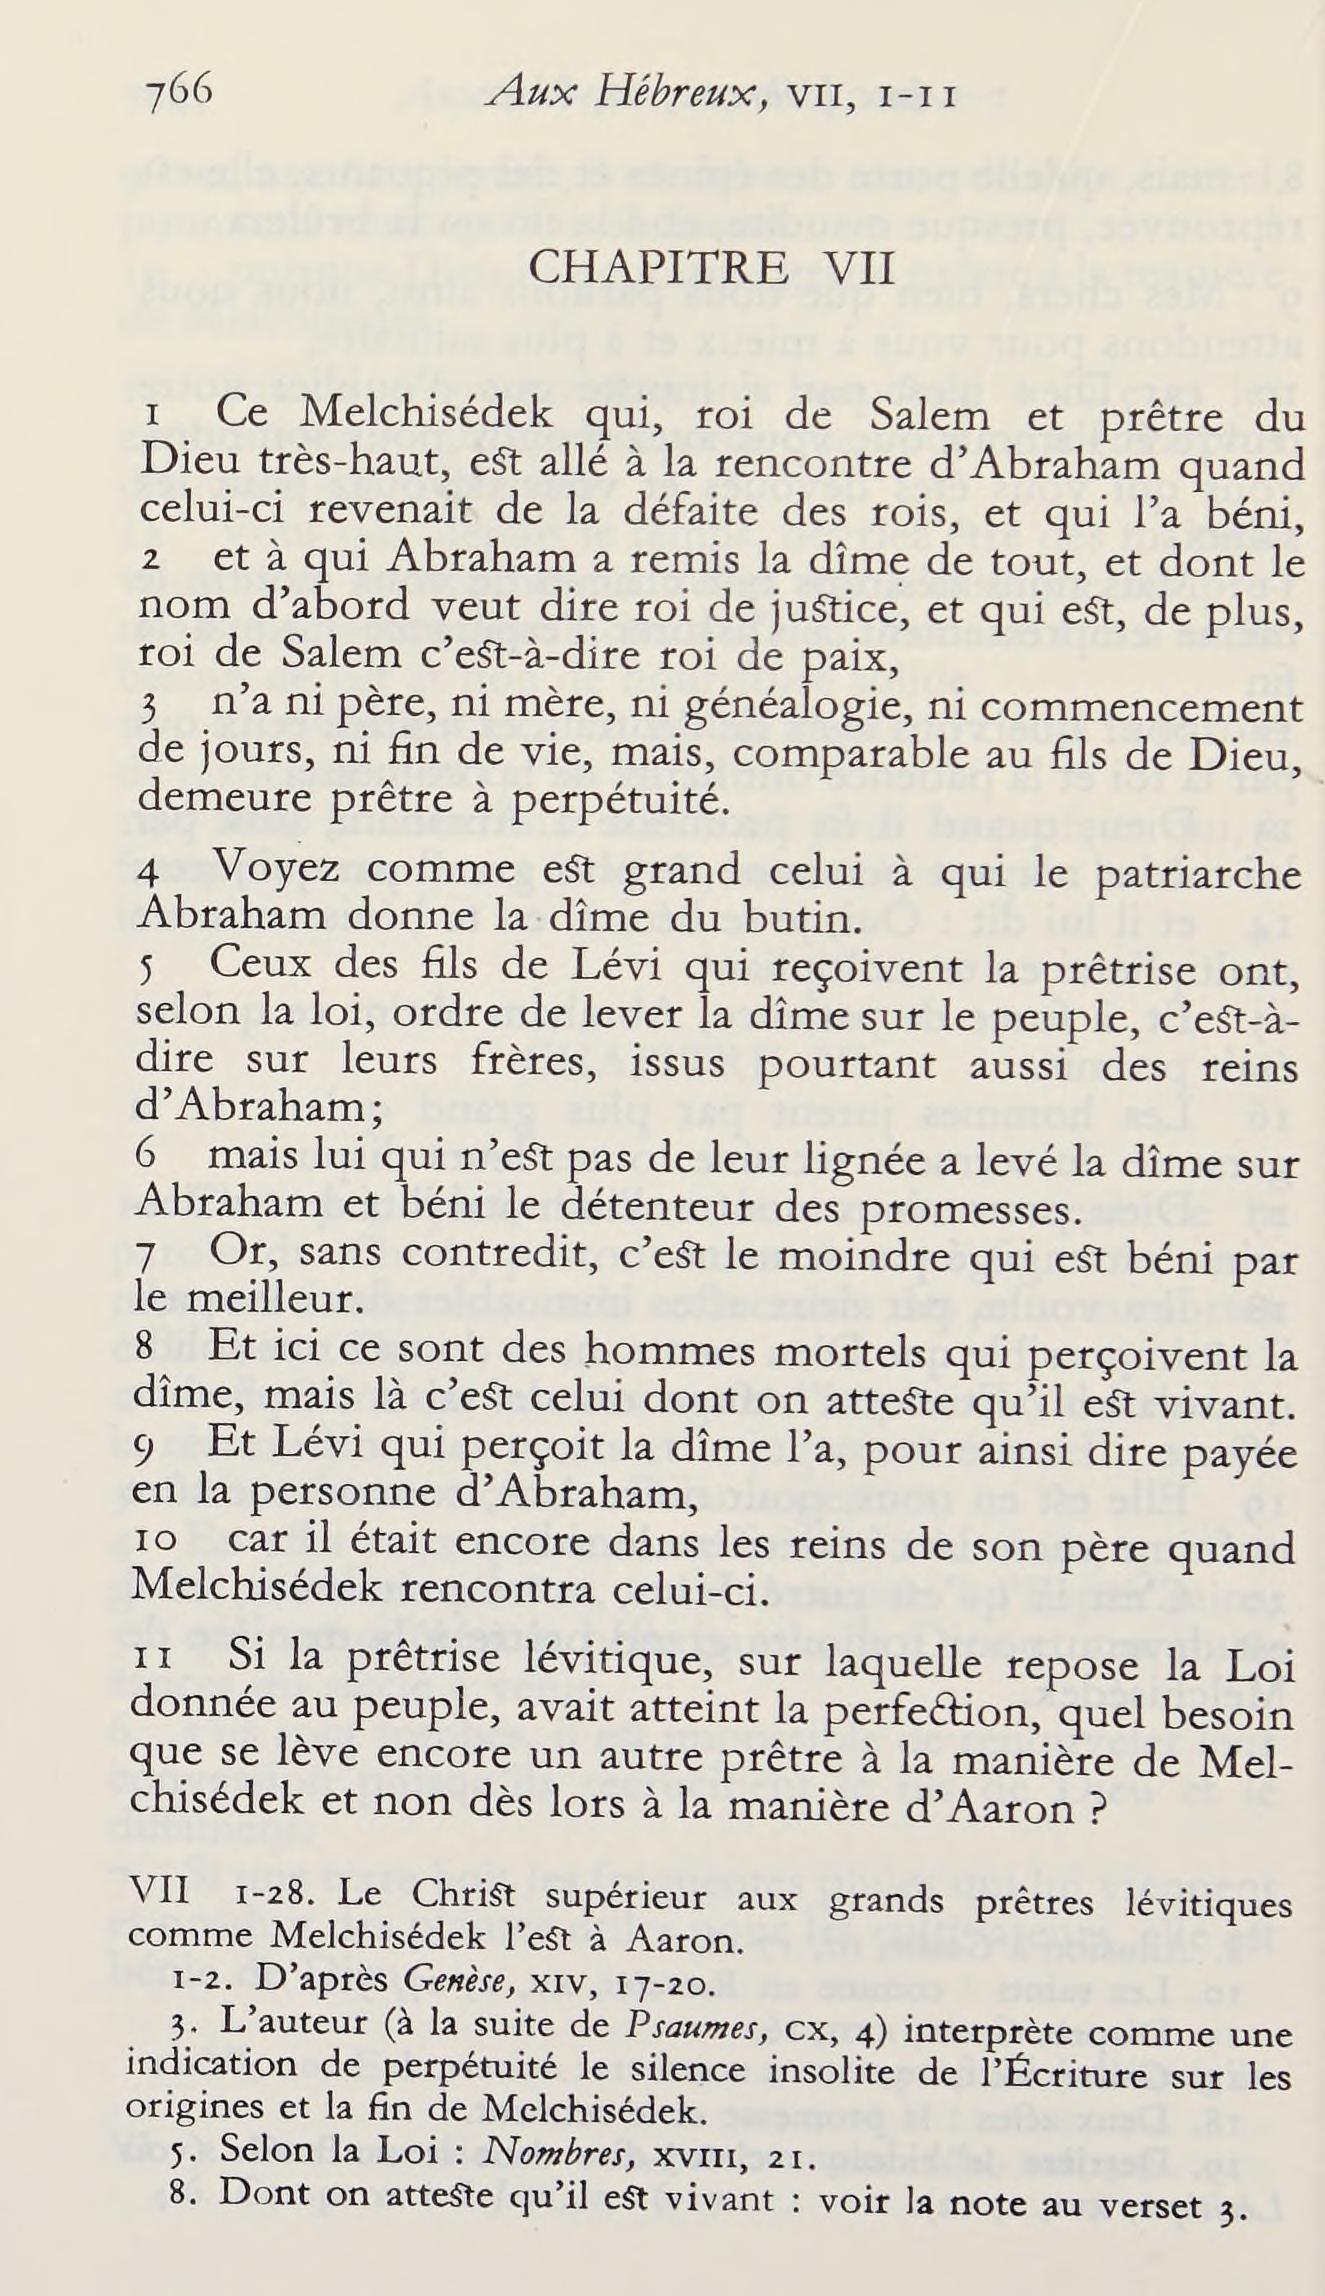 766 Aux Hébreux, VII, 1-11
CHAPITRE VII
1 Ce Melchisédek qui, roi de Salem et prêtre du
Dieu très-haut, est allé à la rencontre d'Abraham quand
celui-ci revenait de la défaite des rois, et qui l'a béni,
2 et à qui Abraham a remis la dîme de tout, et dont le
nom d'abord veut dire roi de justice, et qui est, de plus,
roi de Salem c'est-à-dire roi de paix,
3 n'a ni père, ni mère, ni généalogie, ni commencement
de jours, ni fin de vie, mais, comparable au fils de Dieu,
demeure prêtre à perpétuité.
4 Voyez comme est grand celui à qui le patriarche
Abraham donne la dîme du butin.
5 Ceux des fils de Lévi qui reçoivent la prêtrise ont,
selon la loi, ordre de lever la dîme sur le peuple, c'est-à-
dire sur leurs frères, issus pourtant aussi des reins
d'Abraham;
6 mais lui qui n'est pas de leur lignée a levé la dîme sur
Abraham et béni le détenteur des promesses.
7 Or, sans contredit, c'est le moindre qui est béni par
le meilleur.
8 Et ici ce sont des hommes mortels qui perçoivent la
dîme, mais là c'est celui dont on atteste qu'il est vivant.
9 Et Lévi qui perçoit la dîme l'a, pour ainsi dire payée
en la personne d'Abraham,
10 car il était encore dans les reins de son père quand
Melchisédek rencontra celui-ci.
11 Si la prêtrise lévitique, sur laquelle repose la Loi
donnée au peuple, avait atteint la perfection, quel besoin
que se lève encore un autre prêtre à la manière de Mel-
chisédek et non dès lors à la manière d'Aaron ?
VII 1-28. Le Christ supérieur aux grands prêtres lévitiques
comme Melchisédek l'est à Aaron.
1-2. D'après Genèse, XIV, 17-20.
3. L'auteur (à la suite de Psaumes, CX, 4) interprète comme une
indication de perpétuité le silence insolite de l'Écriture sur les
origines et la fin de Melchisédek.
5. Selon la Loi : Nombres, XVIII, 21.
8. Dont on atteste qu'il est vivant : voir la note au verset 3.